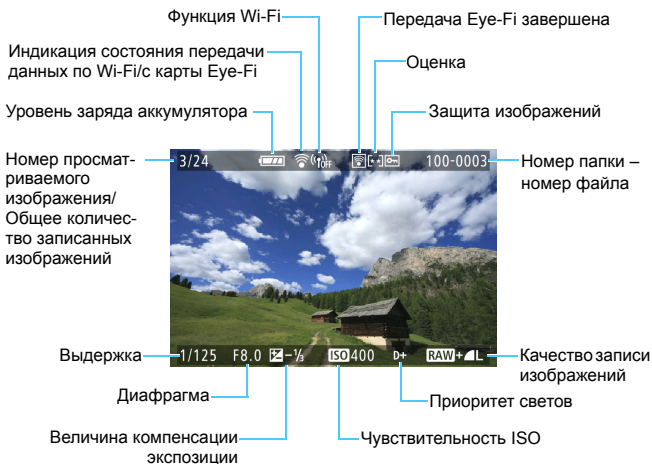 Функция Wi-Fi
Передача Eye-Fi завершена
Индикация состояния передачи
данных по Wi-Fi/с карты Eye-Fi
Оценка
Уровень заряда аккумулятора
Защита изображений
Номер просмат-
риваемого
изображения/
Общее количес-
тво записанных
изображений
3/24
OFF
100-0003
Номер папки –
номер файла
Выдержка
1/125 F8.0 -1/3 ISO 400 D+ RAW+L
Качество записи
изображений
Диафрагма
Приоритет светов
Величина компенсации
экспозиции
Чувствительность ISO